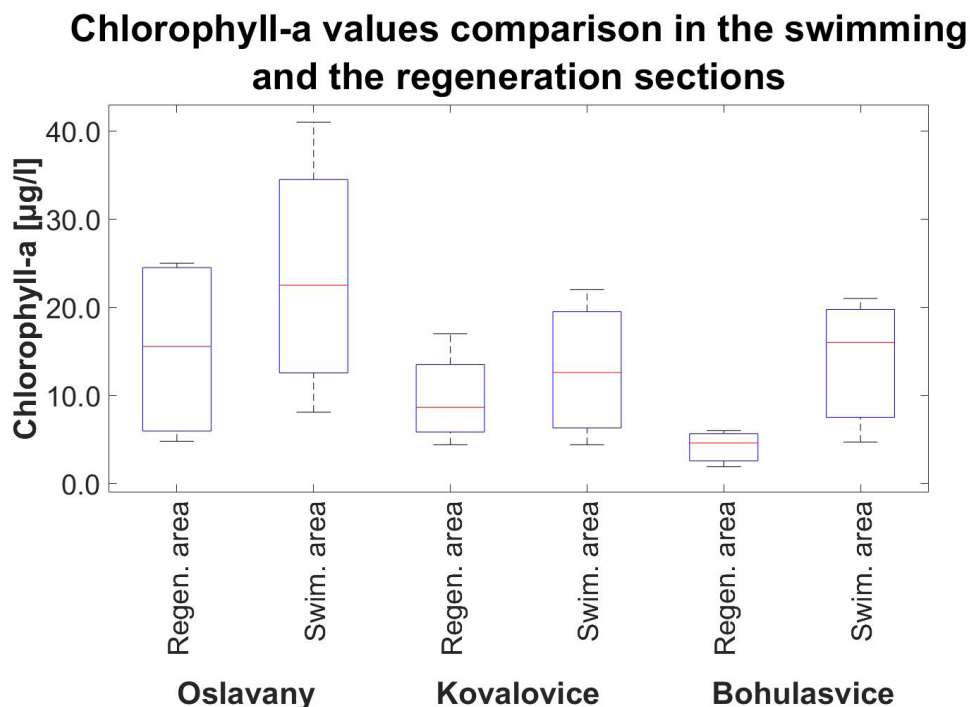 Chlorophyll-a values comparison in the swimming
and the regeneration sections
Chlorophyll-a [µg/l]
40.0
30.0
20.0
10.0
0.0
Regen. area
Swim. area
Regen. area
Swim. area
Regen. area
Swim. area
Oslavany Kovalovice Bohulasvice